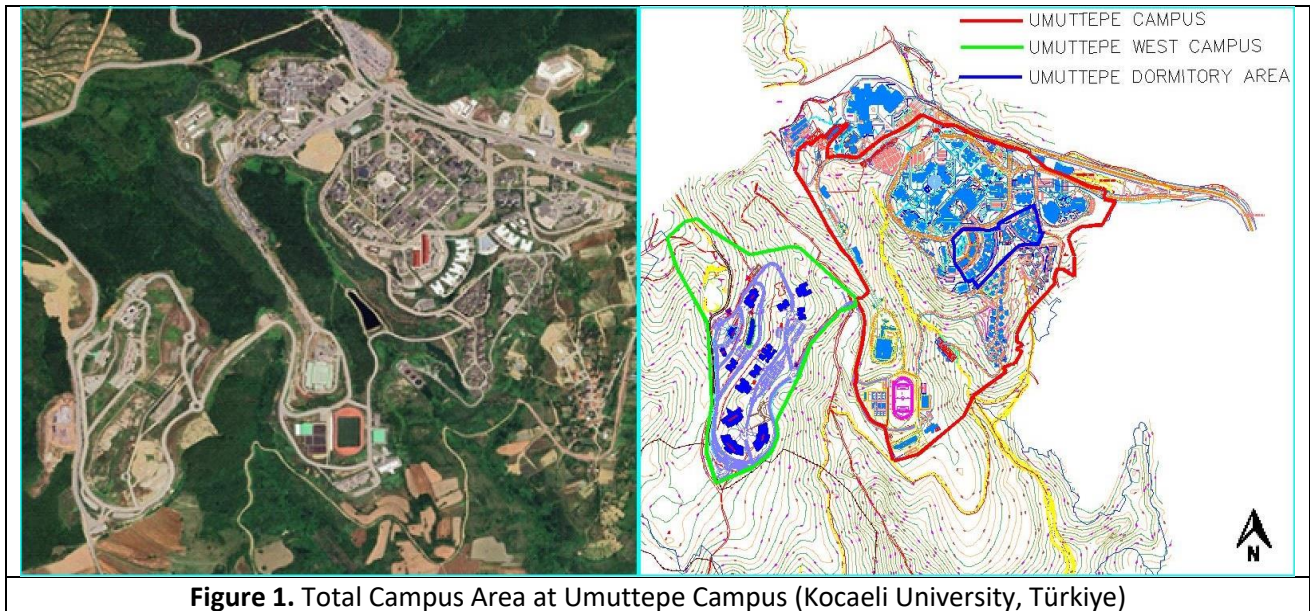 UMUTTEPE CAMPUS
UMUTTEPE WEST CAMPUS
UMUTTEPE DORMITORY AREA
N
Figure 1. Total Campus Area at Umuttepe Campus (Kocaeli University, Türkiye)